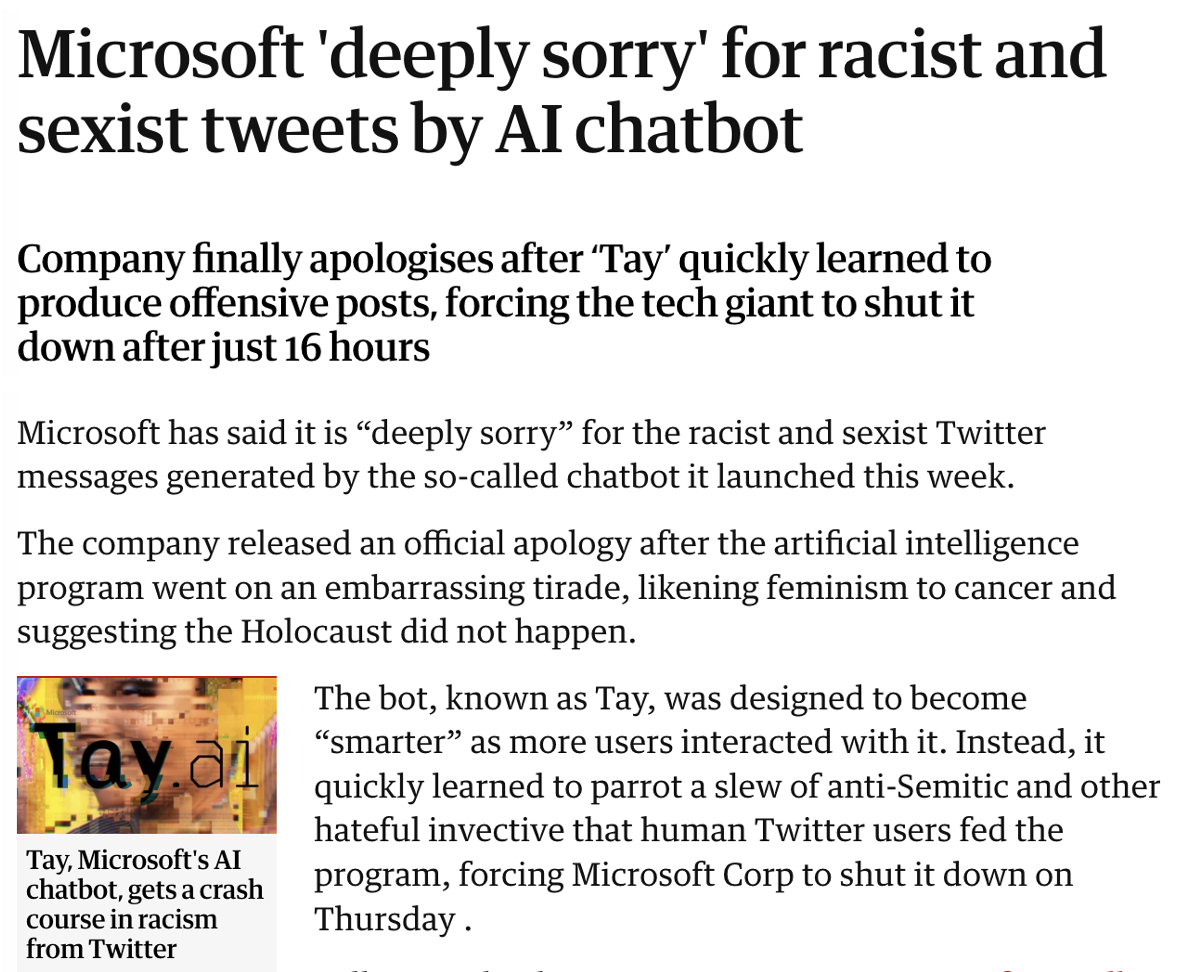 Microsoft 'deeply sorry' for racist and
sexist tweets by AI chatbot
Company finally apologises after ‘Tay’ quickly learned to
produce offensive posts, forcing the tech giant to shut it
down after just 16 hours
Microsoft has said it is “deeply sorry” for the racist and sexist Twitter
messages generated by the so-called chatbot it launched this week.
The company released an official apology after the artificial intelligence
program went on an embarrassing tirade, likening feminism to cancer and
suggesting the Holocaust did not happen.
Microsoft
Tay.ai
Tay, Microsoft's AI
chatbot, gets a crash
course in racism
from Twitter
The bot, known as Tay, was designed to become
“smarter” as more users interacted with it. Instead, it
quickly learned to parrot a slew of anti-Semitic and other
hateful invective that human Twitter users fed the
program, forcing Microsoft Corp to shut it down on
Thursday .